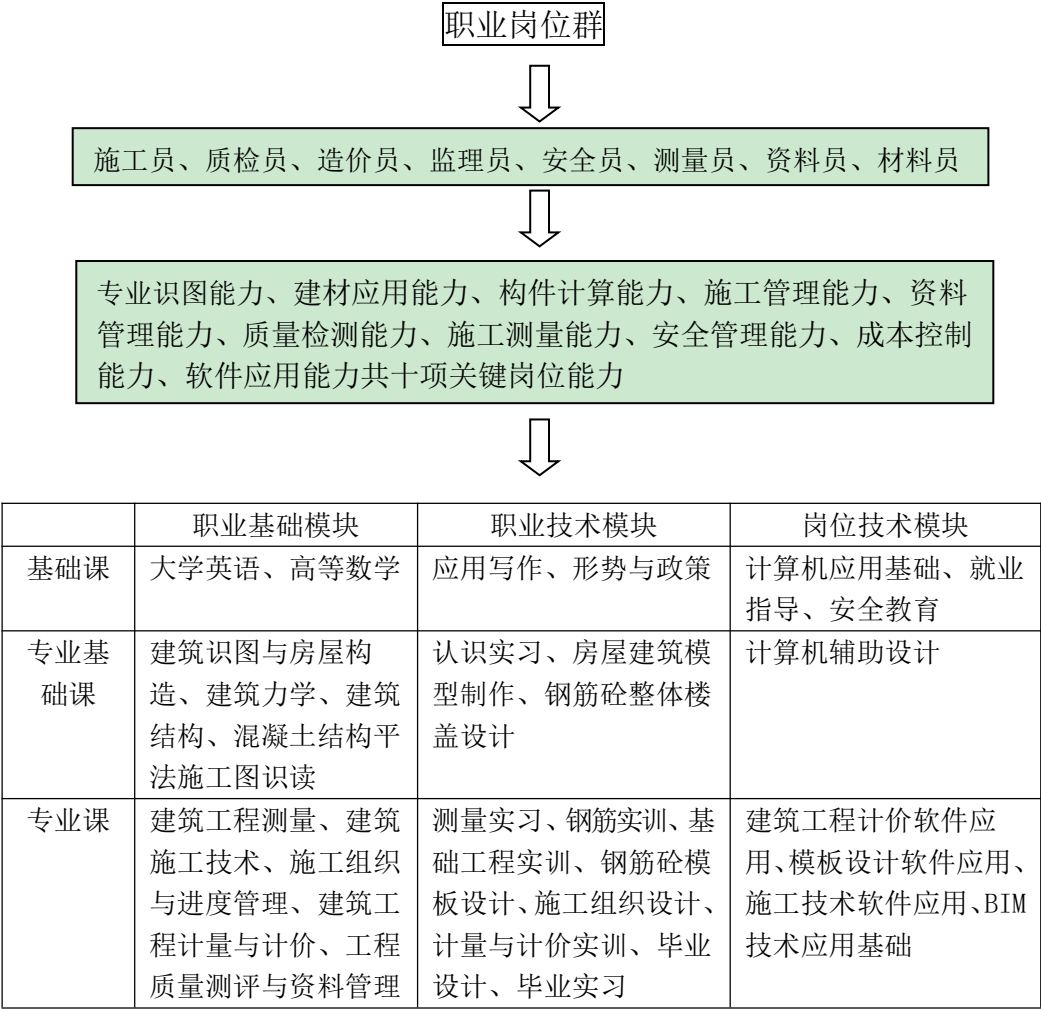 职业岗位群
施工员、质检员、造价员、监理员、安全员、测量员、资料员、材料员
专业识图能力、建材应用能力、构件计算能力、施工管理能力、资料
管理能力、质量检测能力、施工测量能力、安全管理能力、成本控制
能力、软件应用能力共十项关键岗位能力
职业基础模块
职业技术模块
岗位技术模块
基础课
大学英语、高等数学
应用写作、形势与政策
计算机应用基础、就业
指导、安全教育
专业基
础课
建筑识图与房屋构
造、建筑力学、建筑
结构、混凝土结构平
法施工图识读
认识实习、房屋建筑模
型制作、钢筋砼整体楼
盖设计
计算机辅助设计
专业课
建筑工程测量、建筑
施工技术、施工组织
与进度管理、建筑工
程计量与计价、工程
质量测评与资料管理
测量实习、钢筋实训、基
础工程实训、钢筋砼模
板设计、施工组织设计、
计量与计价实训、毕业
设计、毕业实习
建筑工程计价软件应
用、模板设计软件应用、
施工技术软件应用、BIM
技术应用基础